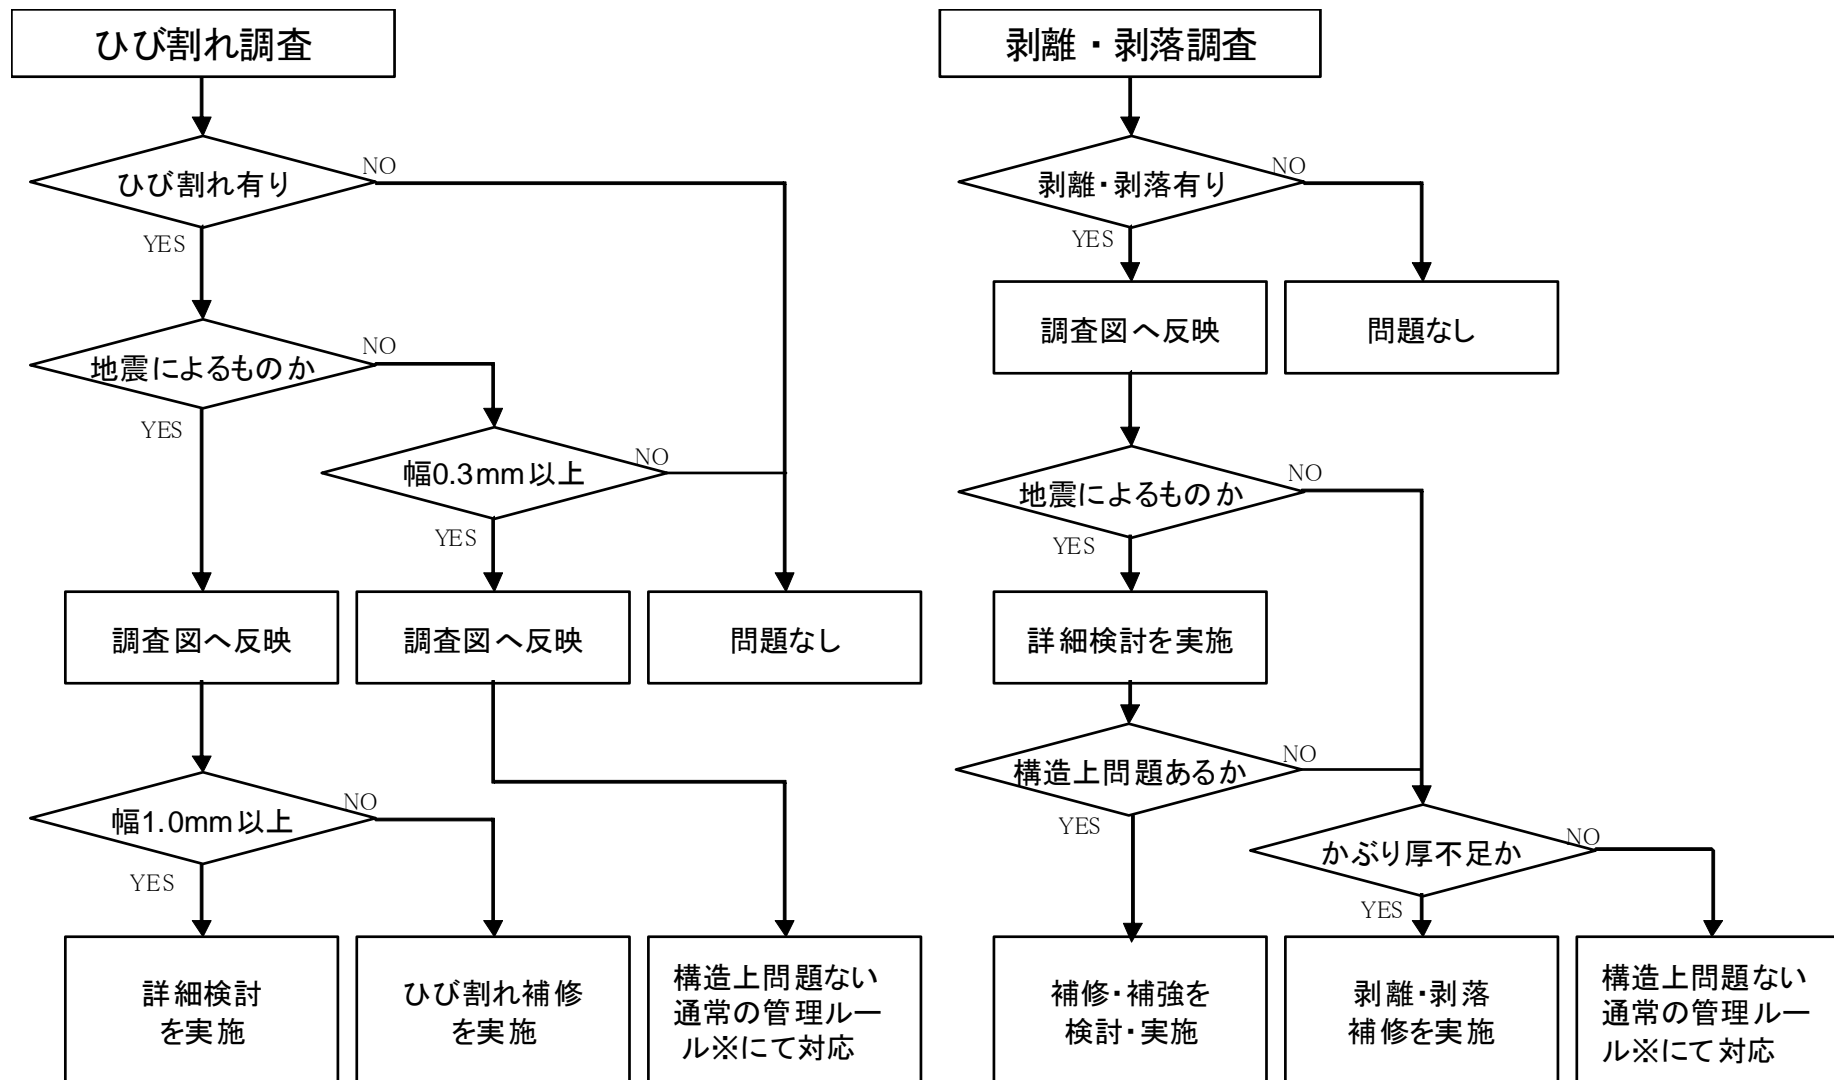 ひび割れ調査
ひび割れ有り
NO
YES
地震によるものか
NO
YES
幅0.3mm以上
NO
YES
調査図へ反映
調査図へ反映
問題なし
幅1.0mm以上
NO
YES
詳細検討
を実施
ひび割れ補修
を実施
構造上問題ない
通常の管理ルー
ル※にて対応
剥離・剥落調査
剥離・剥落有り
NO
YES
調査図へ反映
問題なし
地震によるものか
NO
YES
詳細検討を実施
構造上問題あるか
NO
YES
かぶり厚不足か
NO
YES
補修・補強を
検討・実施
剥離・剥落
補修を実施
構造上問題ない
通常の管理ルー
ル※にて対応